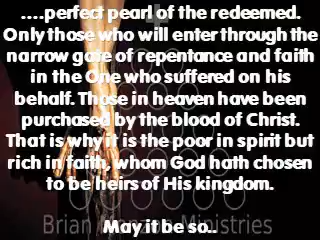 ....perfect pearl of the redeemed.
Only those who will enter through the
narrow gate of repentance and faith
in the One who suffered on his
behalf. Those in heaven have been
purchased by the blood of Christ.
That is why it is the poor in spirit but
rich in faith, whom God hath chosen
to be heirs of His kingdom.
Brian Ministries
May it be so..